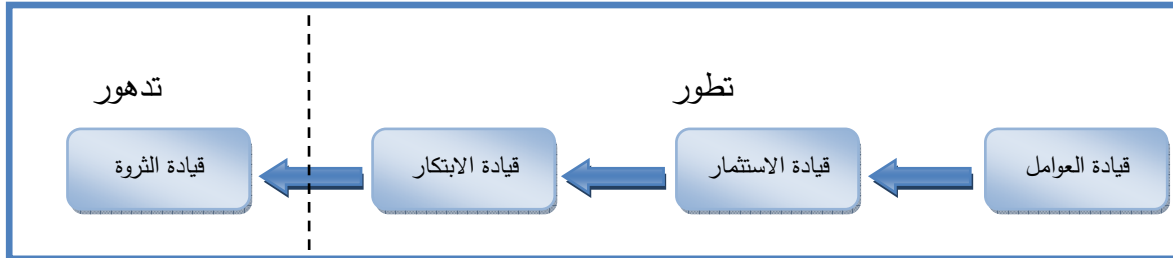 تطور
تدهور
قيادة العوامل
قيادة الاستثمار
قيادة الابتكار
قيادة الثروة